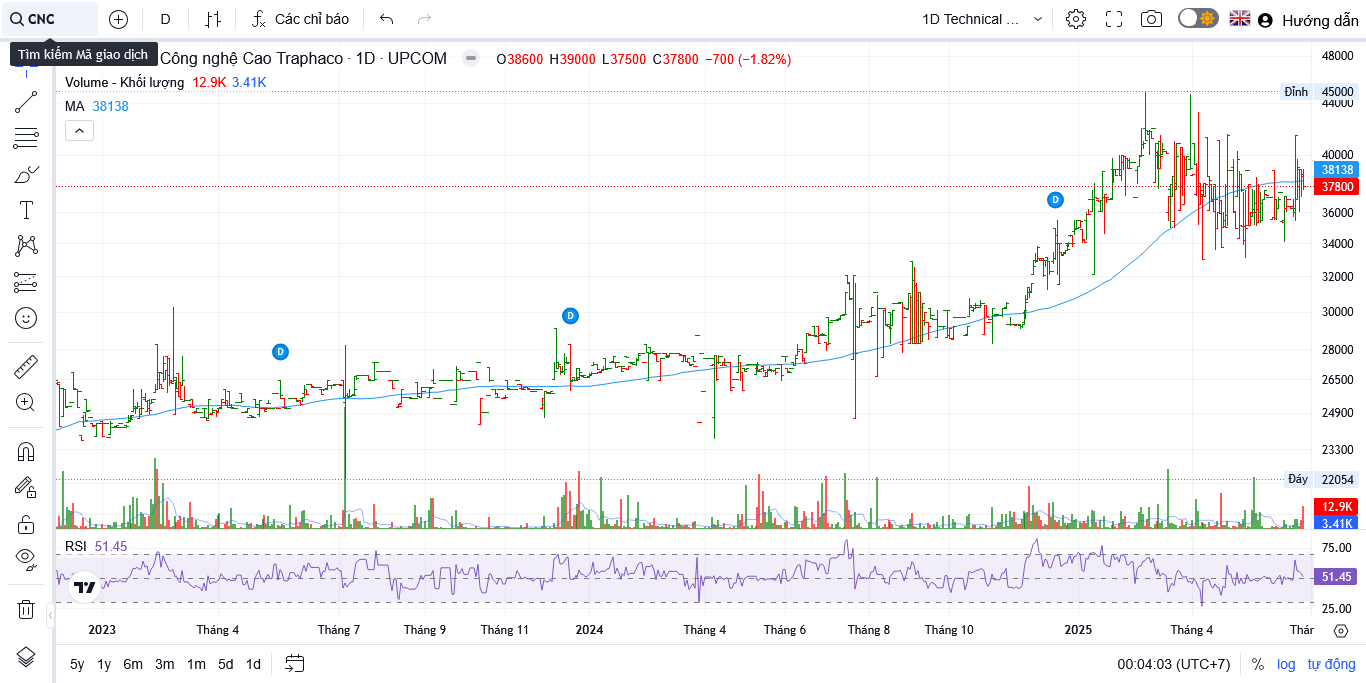 CNC
D
Các chỉ báo
1D Technical ...
Hướng dẫn
Tìm kiếm Mã giao dịch
Công nghệ Cao Traphaco · 1D · UPCOM
O38600 H39000 L37500 C37800 −700 (−1.82%)
Volume - Khối lượng 12.9K 3.41K
MA 38138
48000
Đỉnh 45000
44000
40000
38138
37800
36000
34000
32000
30000
28000
26500
24900
23300
Đáy 22054
12.9K
3.41K
D
D
D
RSI 51.45
75.00
51.45
25.00
2023 Tháng 4 Tháng 7 Tháng 9 Tháng 11 2024 Tháng 4 Tháng 6 Tháng 8 Tháng 10 2025 Tháng 4 Thár
5y 1y 6m 3m 1m 5d 1d
00:04:03 (UTC+7) % log tự động